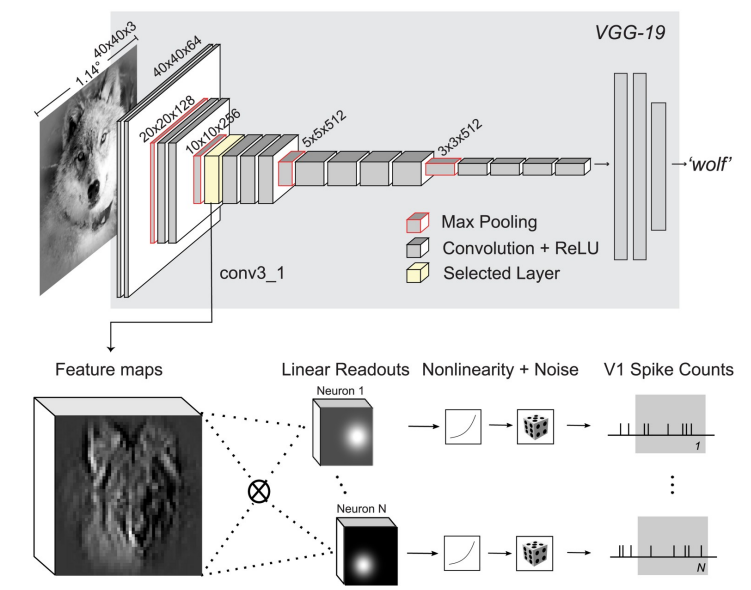 VGG-19
40x40x3
1.14°
40x40x64
20x20x128
10x10x256
5x5x512
3x3x512
'wolf'
Max Pooling
Convolution + ReLU
Selected Layer
conv3_1
Feature maps
Linear Readouts
Nonlinearity + Noise
V1 Spike Counts
Neuron 1
1
Neuron N
N